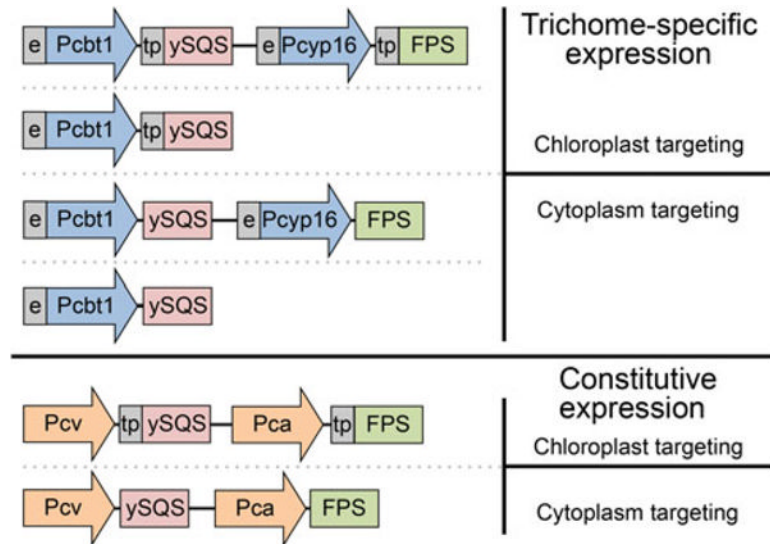 e Pcbt1 tp ySQS e Pcyp16 tp FPS
Trichome-specific
expression
e Pcbt1 tp ySQS
Chloroplast targeting
e Pcbt1 ySQS e Pcyp16 FPS
Cytoplasm targeting
e Pcbt1 ySQS
Constitutive
expression
Pcv tp ySQS Pca tp FPS
Chloroplast targeting
Pcv ySQS Pca FPS
Cytoplasm targeting